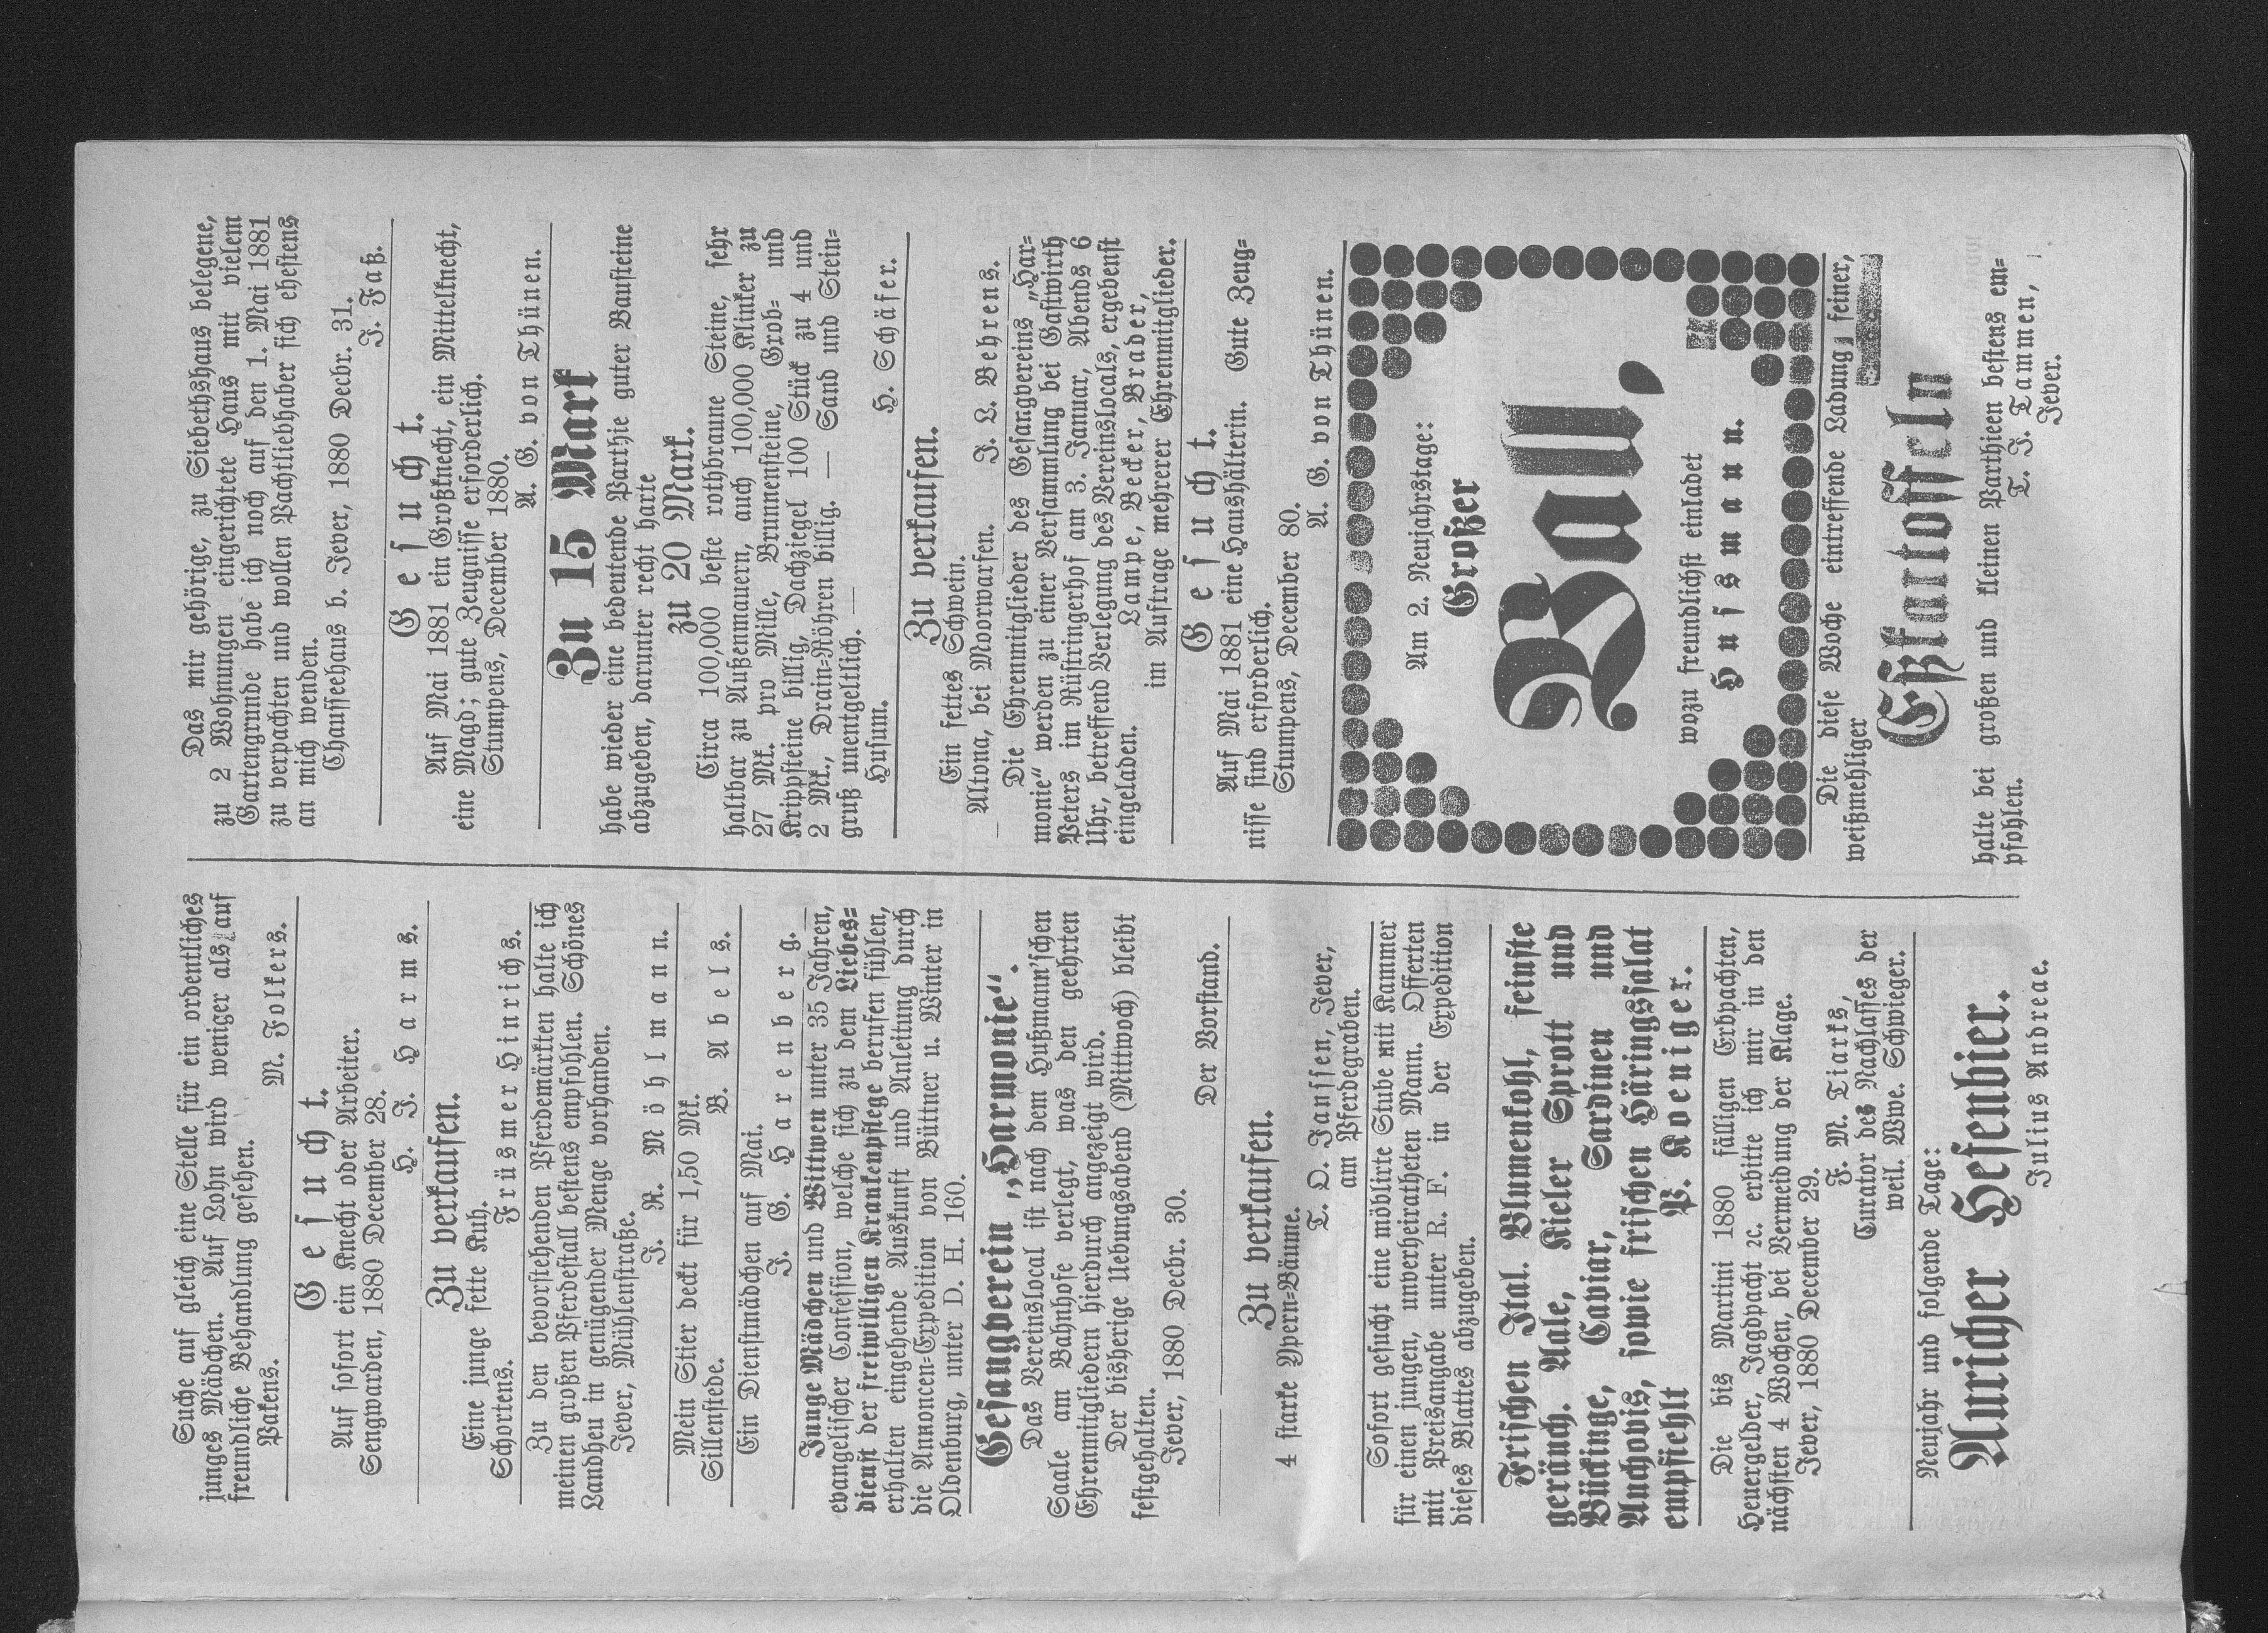 Suche auf gleich eine Stelle für ein ordentliches
junges Mädchen. Auf Lohn wird weniger als auf
freundliche Behandlung gesehen.
Pakens. M. Folkers.
Gesucht.
Auf sofort ein Knecht oder Arbeiter.
Sengwarden, 1880 December 28.
H. J. Harms.
Zu verkaufen.
Eine junge fette Kuh.
Schortens. Früsmer Hinrichs.
Zu den bevorstehenden Pferdemärkten halte ich
meinen großen Pferdestall bestens empfohlen. Schönes
Landheu in genügender Menge vorhanden.
Jever, Mühlenstraße.
J. R. Möhlmann.
Mein Stier deckt für 1,50 Mk.
Sillenstede. B. Abels.
Ein Dienstmädchen auf Mai.
J. G. Harenberg.
Junge Mädchen und Wittwen unter 35 Jahren,
evangelischer Confession, welche sich zu dem Liebes=
dienst der freiwilligen Krankenpflege berufen fühlen,
erhalten eingehende Auskunft und Anleitung durch
die Annoncen=Expedition von Büttner u. Winter in
Oldenburg, unter D. H. 160.
Gesangverein „Harmonie“.
Das Vereinslocal ist nach dem Hußmann'schen
Saale am Bahnhofe verlegt, was den geehrten
Ehrenmitgliedern hierdurch angezeigt wird.
Der bisherige Uebungsabend (Mittwoch) bleibt
festgehalten.
Jever, 1880 Decbr. 30.
Der Vorstand.
Zu verkaufen.
4 starke Ypern=Bäume.
T. O. Janssen, Jever,
am Pferdegraben.
Sofort gesucht eine möblirte Stube mit Kammer
für einen jungen, unverheiratheten Mann. Offerten
mit Preisangabe unter R. F. in der Expedition
dieses Blattes abzugeben.
Frischen Ital. Blumenkohl, feinste
geräuch. Aale, Kieler Sprott und
Bückinge, Caviar, Sardinen und
Anchovis, sowie frischen Häringssalat
empfiehlt P. Koeniger.
Die bis Martini 1880 fälligen Erbpachten,
Heuergelder, Jagdpacht ꝛc. erbitte ich mir in den
nächsten 4 Wochen, bei Vermeidung der Klage.
Jever, 1880 December 29.
F. M. Tiarks,
Curator des Nachlasses der
weil. Wwe. Schwieger.
Neujahr und folgende Tage:
Auricher Hefenbier.
Julius Andreae.
Das mir gehörige, zu Siebethshaus belegene,
zu 2 Wohnungen eingerichtete Haus mit vielem
Gartengrunde habe ich noch auf den 1. Mai 1881
zu verpachten und wollen Pachtliebhaber sich ehestens
an mich wenden.
Chausseehaus b. Jever, 1880 Decbr. 31.
J. Faß.
Gesucht.
Auf Mai 1881 ein Großknecht, ein Mittelknecht,
eine Magd; gute Zeugnisse erforderlich.
Stumpens, December 1880.
A. G. von Thünen.
Zu 15 Mark
habe wieder eine bedeutende Parthie guter Bausteine
abzugeben, darunter recht harte
zu 20 Mark.
Circa 100,000 beste rothbraune Steine, sehr
haltbar zu Außenmauern, auch 100,000 Klinker zu
27 Mk. pro Mille, Brunnensteine, Grob= und
Krippsteine billig, Dachziegel 100 Stück zu 4 und
2 Mk., Drain=Röhren billig. — Sand und Stein=
gruß unentgeltlich. —
Husum. H. Schäfer.
Zu verkaufen.
Ein fettes Schwein.
Altona, bei Moorwarfen. J. L. Behrens.
Die Ehrenmitglieder des Gesangvereins „Har=
monie“ werden zu einer Versammlung bei Gastwirth
Peters im Rüstringerhof am 3. Januar, Abends 6
Uhr, betreffend Verlegung des Vereinslocals, ergebenst
eingeladen. Lampe, Becker, Brader,
im Auftrage mehrerer Ehrenmitglieder.
Gesucht.
Auf Mai 1881 eine Haushälterin. Gute Zeug=
nisse sind erforderlich.
Stumpens, December 80.
A. G. von Thünen.
Am 2. Neujahrstage:
Großer
Ball,
wozu freundlichst einladet
Husmann.
Die diese Woche eintreffende Ladung feiner,
weißmehliger
Eßkartoffeln
halte bei großen und kleinen Parthieen bestens em=
pfohlen. T. J. Tammen,
Jever.